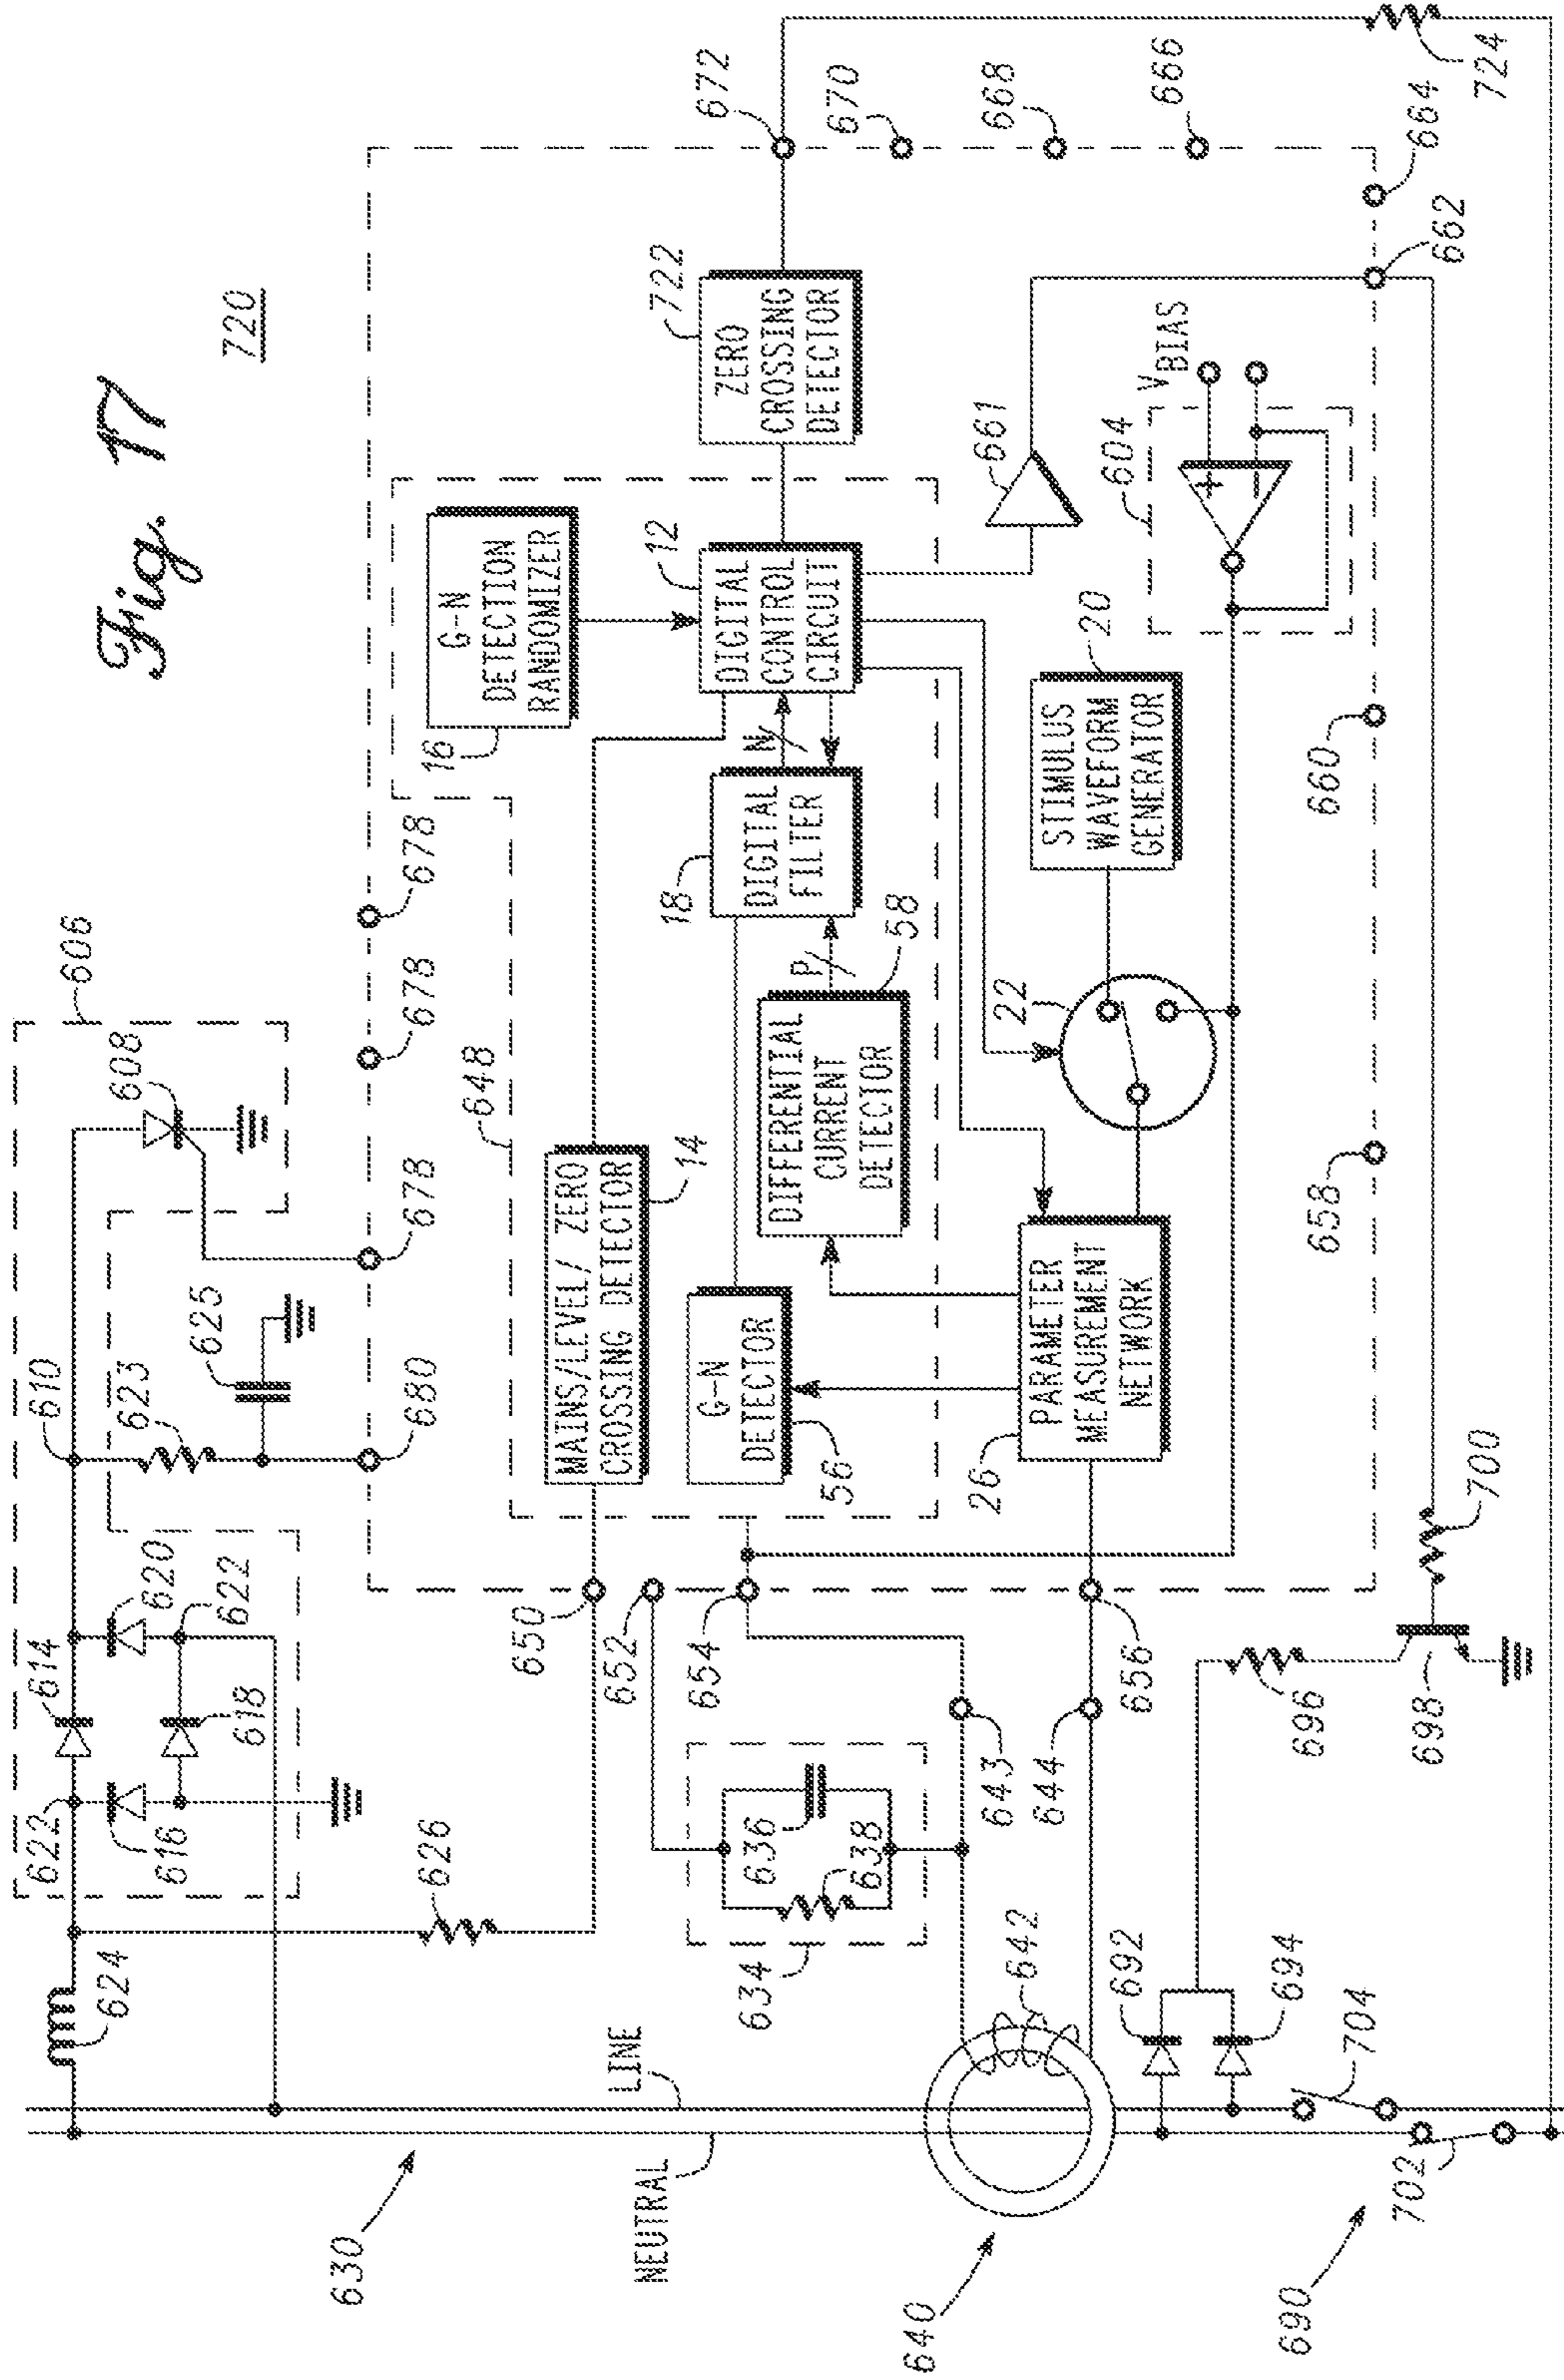 Fig. 17
720
606
608
610
614
616
618
620
622
622
623
624
625
626
630
LINE
NEUTRAL
634
636
638
640
642
643
644
648
650
652
654
656
658
660
661
662
664
666
668
670
672
678
678
678
680
G-N
DETECTION
RANDOMIZER
16
MAINS/LEVEL/ZERO
CROSSING DETECTOR
14
DIGITAL
CONTROL
CIRCUIT
12
ZERO
CROSSING
DETECTOR
722
724
DIGITAL
FILTER
18
N
P
G-N
DETECTOR
56
DIFFERENTIAL
CURRENT
DETECTOR
58
PARAMETER
MEASUREMENT
NETWORK
26
22
STIMULUS
WAVEFORM
GENERATOR
20
604
+
−
VBIAS
690
692
694
696
698
700
702
704